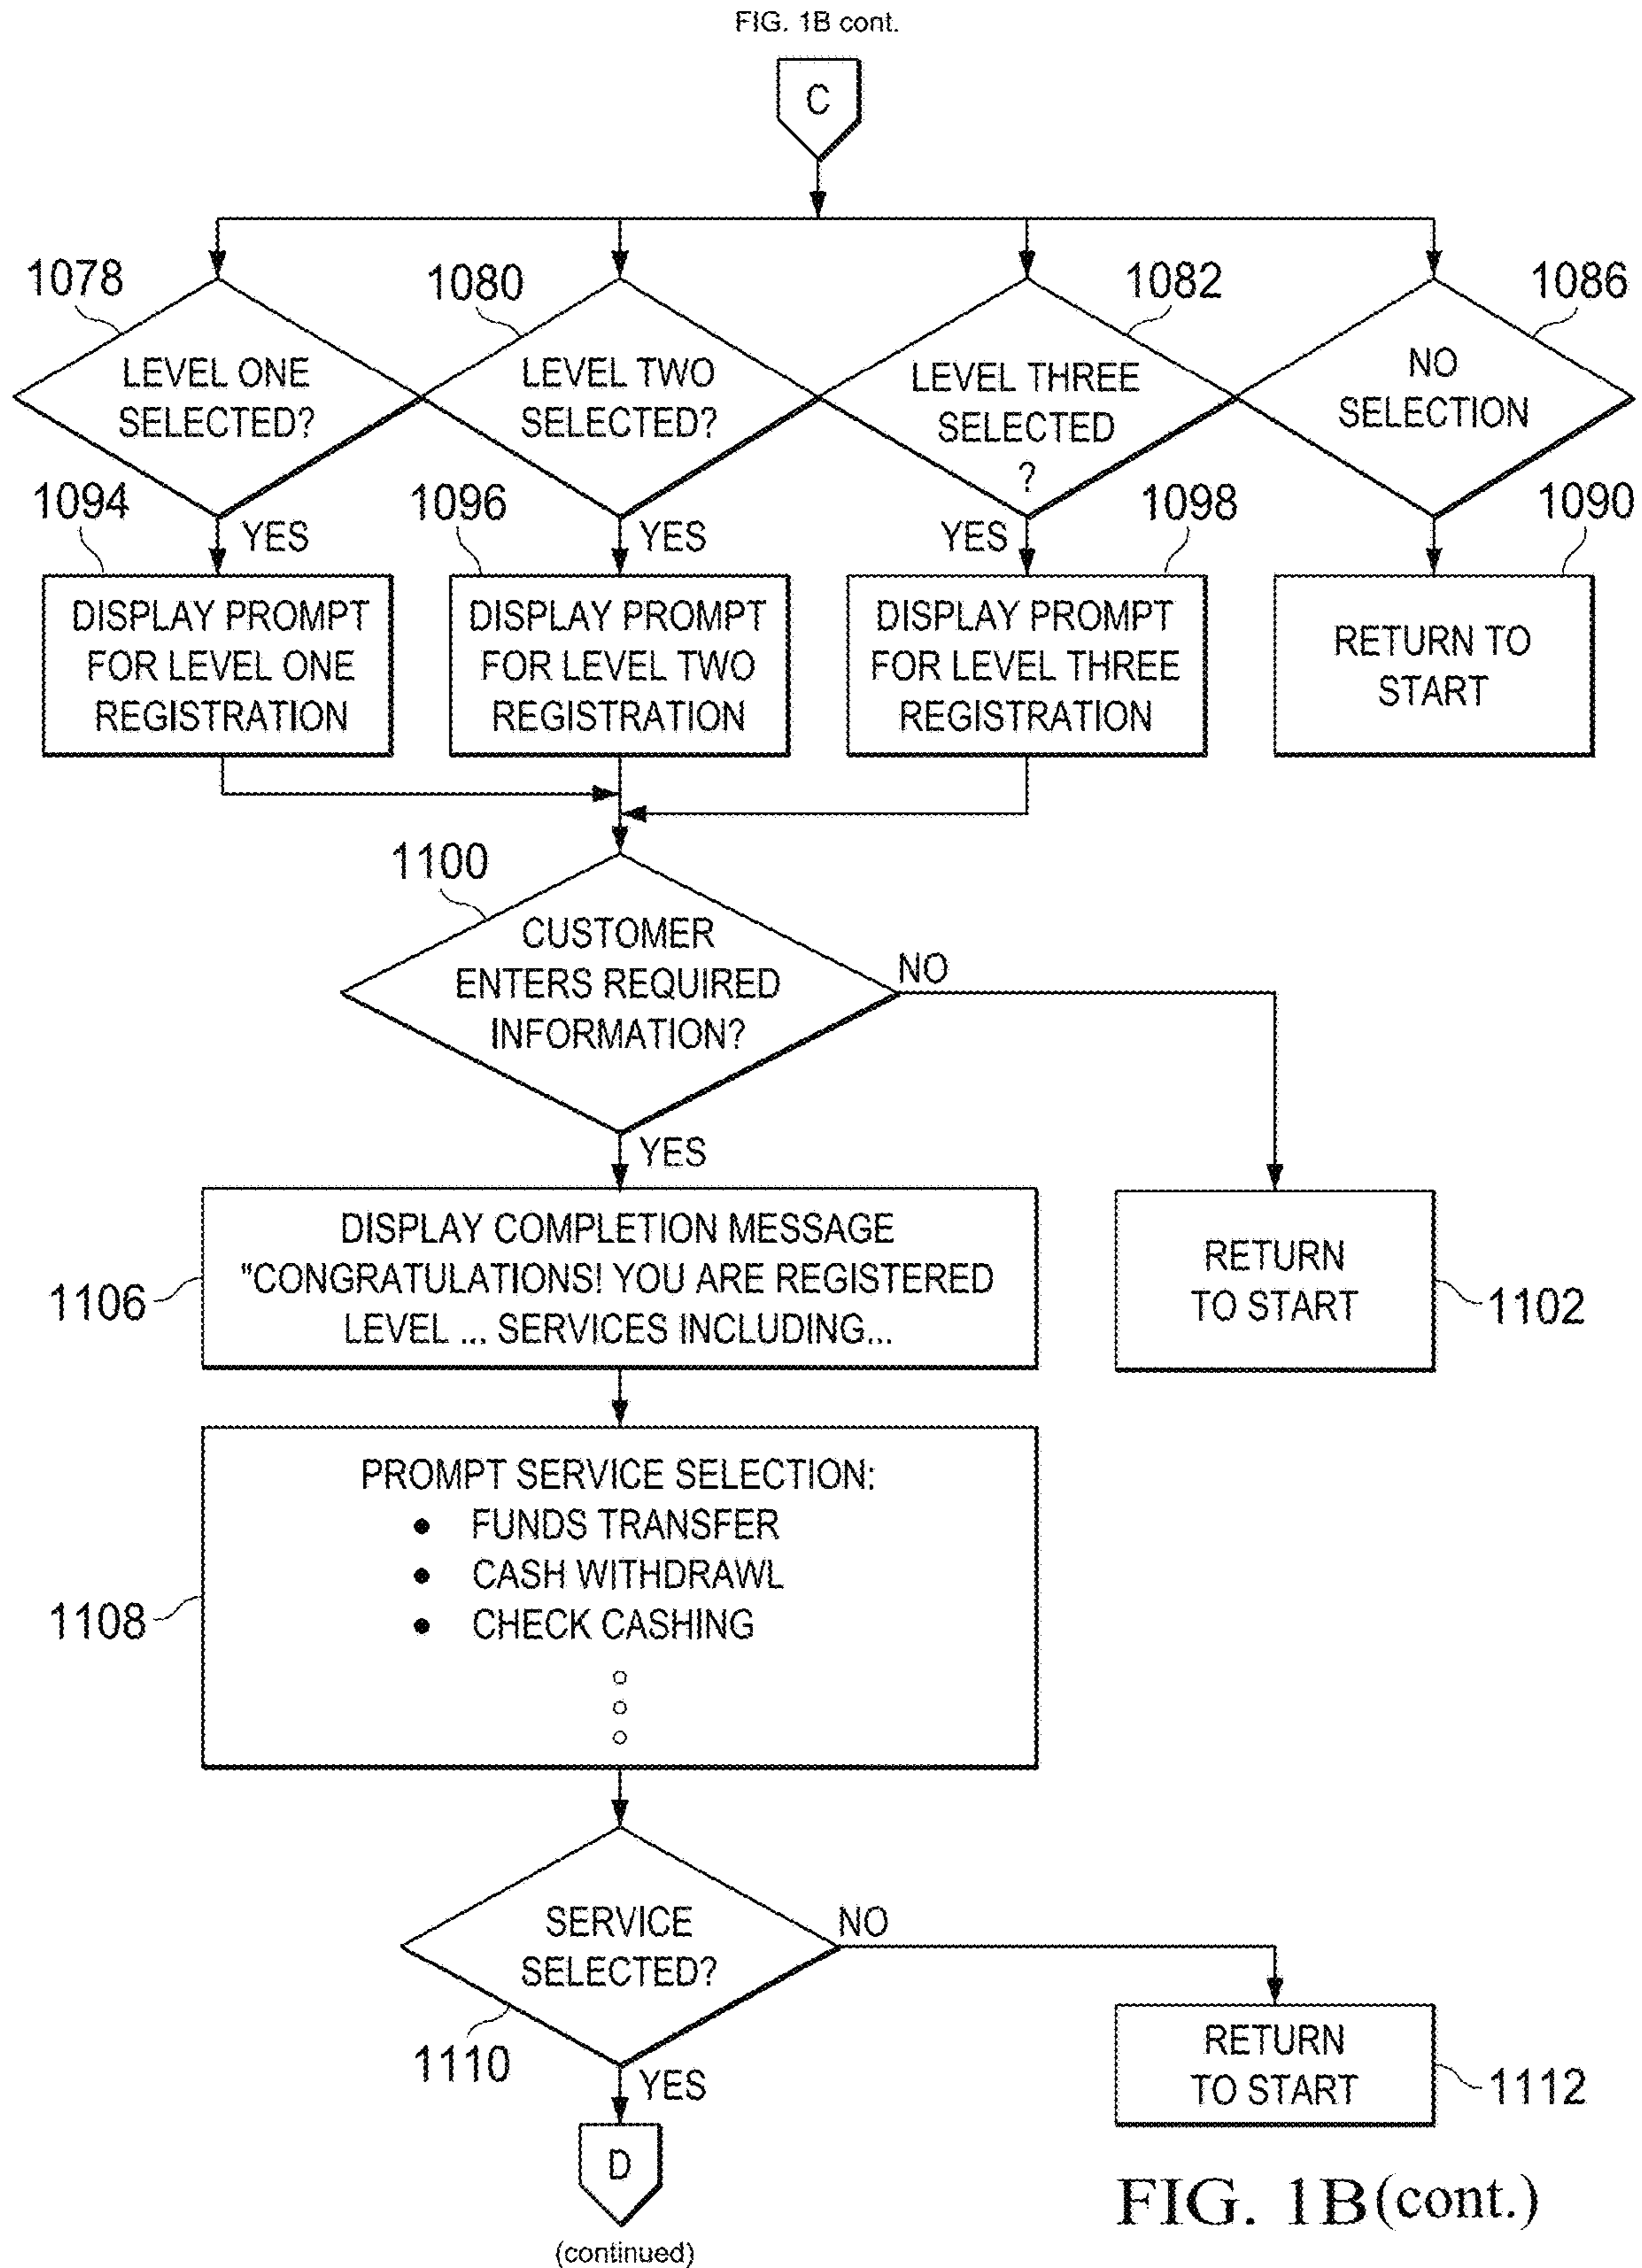 FIG. 1B cont.
C
1078
1080
1082
1086
LEVEL ONE
SELECTED?
LEVEL TWO
SELECTED?
LEVEL THREE
SELECTED
?
NO
SELECTION
1094
YES
1096
YES
YES
1098
1090
DISPLAY PROMPT
FOR LEVEL ONE
REGISTRATION
DISPLAY PROMPT
FOR LEVEL TWO
REGISTRATION
DISPLAY PROMPT
FOR LEVEL THREE
REGISTRATION
RETURN TO
START
1100
CUSTOMER
ENTERS REQUIRED
INFORMATION?
NO
YES
DISPLAY COMPLETION MESSAGE
"CONGRATULATIONS! YOU ARE REGISTERED
LEVEL ... SERVICES INCLUDING...
1106
RETURN
TO START
1102
PROMPT SERVICE SELECTION:
• FUNDS TRANSFER
• CASH WITHDRAWL
• CHECK CASHING
1108
SERVICE
SELECTED?
NO
1110
YES
RETURN
TO START
1112
D
(continued)
FIG. 1B(cont.)